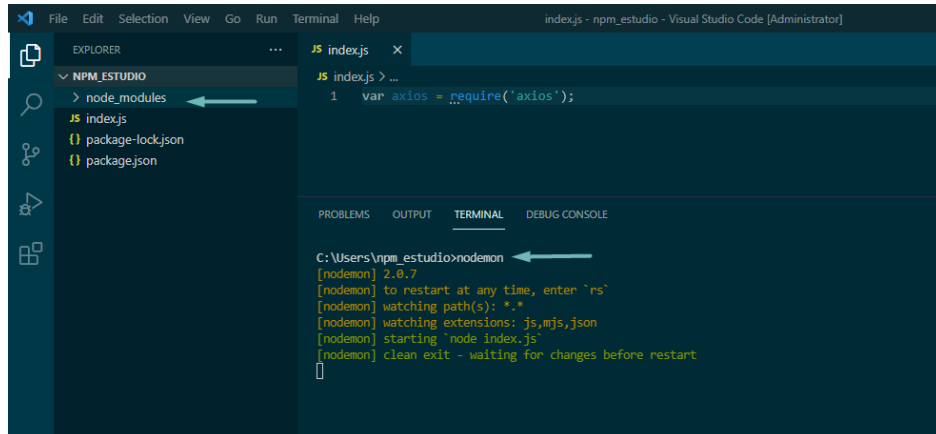 File Edit Selection View Go Run Terminal Help index.js - npm_estudio - Visual Studio Code [Administrator]
EXPLORER ...
NPM_ESTUDIO
> node_modules
JS index.js
{} package-lock.json
{} package.json
JS index.js ×
JS index.js > ...
1 var axios = require('axios');
PROBLEMS OUTPUT TERMINAL DEBUG CONSOLE
C:\Users\npm_estudio>nodemon
[nodemon] 2.0.7
[nodemon] to restart at any time, enter `rs`
[nodemon] watching path(s): *.*
[nodemon] watching extensions: js,mjs,json
[nodemon] starting `node index.js`
[nodemon] clean exit - waiting for changes before restart